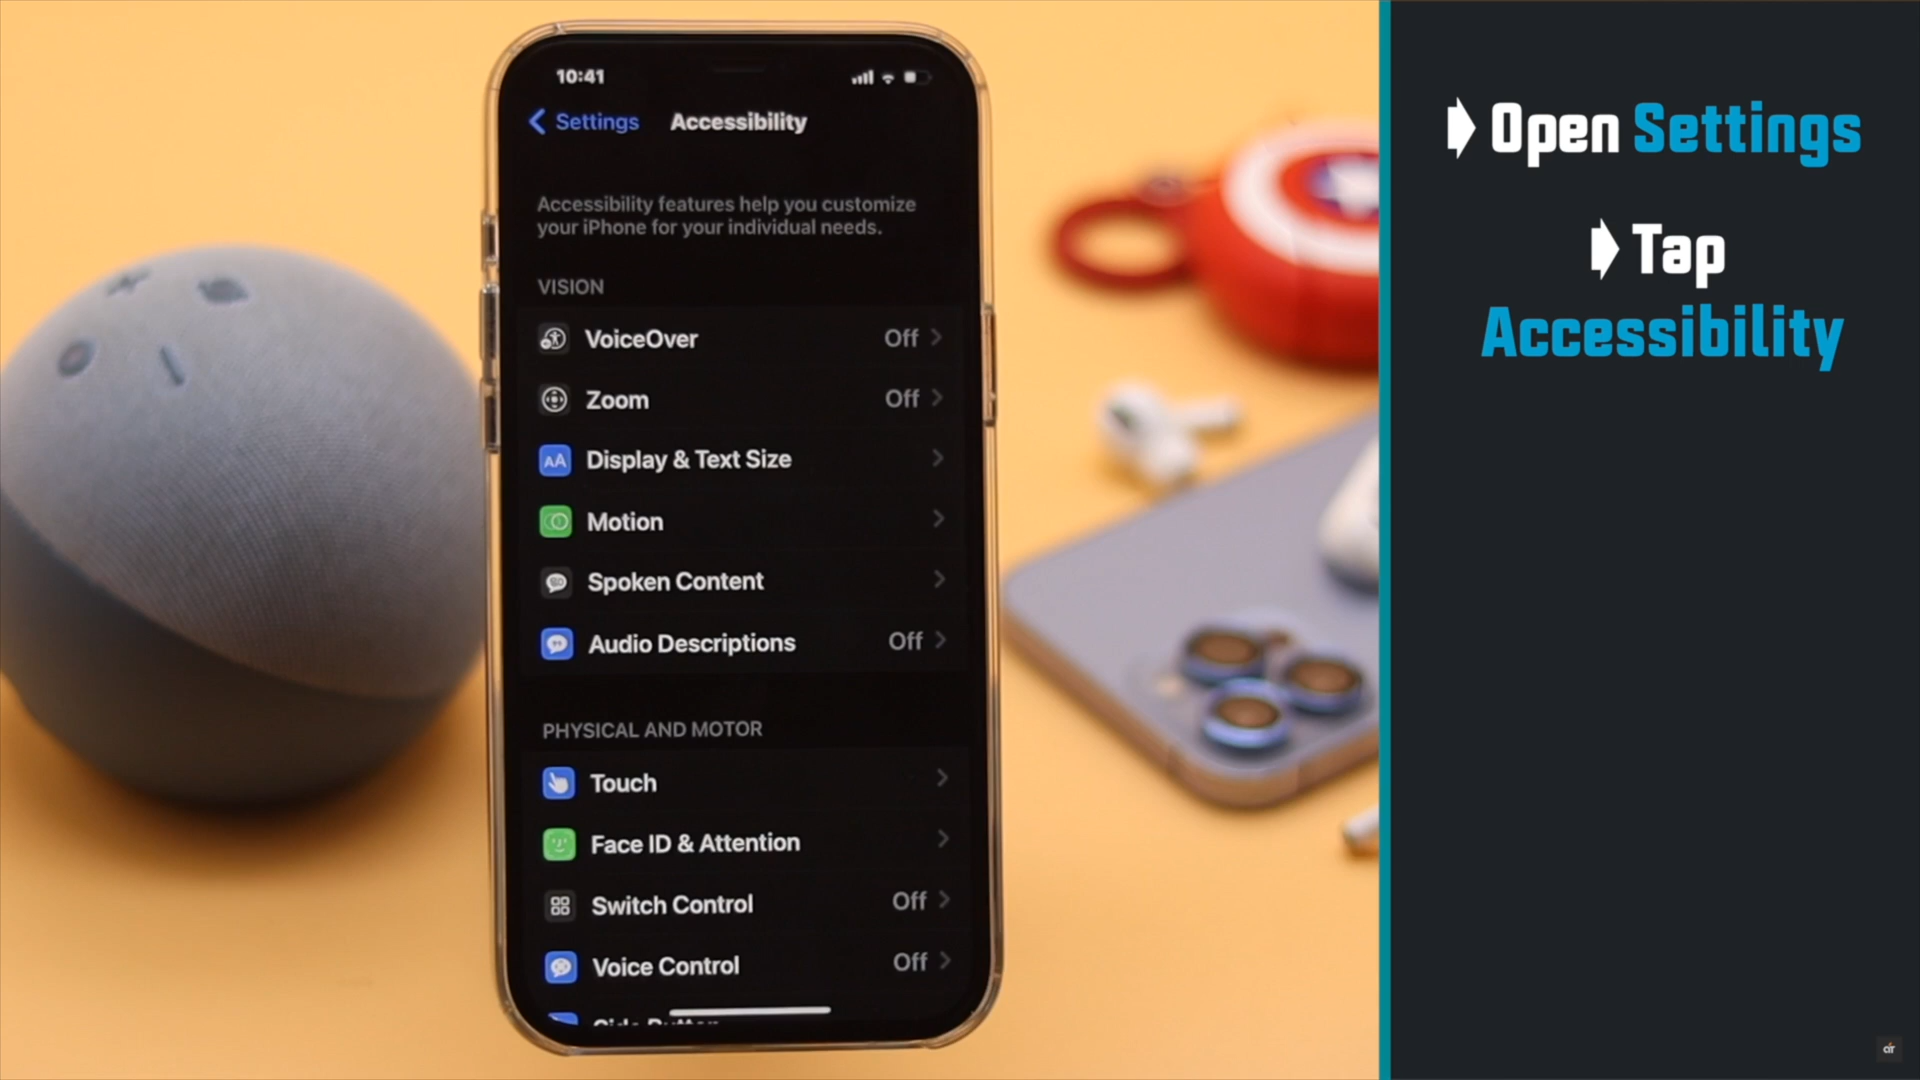 10:41
Settings Accessibility
Accessibility features help you customize
your iPhone for your individual needs.
VISION
VoiceOver Off
Zoom Off
AA Display & Text Size
Motion
Spoken Content
Audio Descriptions Off
PHYSICAL AND MOTOR
Touch
Face ID & Attention
Switch Control Off
Voice Control Off
Side Button
Open Settings
Tap
Accessibility